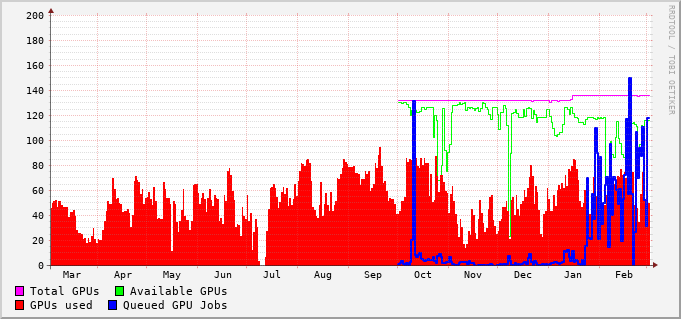 200
180
160
140
120
100
80
60
40
20
0
Mar Apr May Jun Jul Aug Sep Oct Nov Dec Jan Feb
Total GPUs Available GPUs
GPUs used Queued GPU Jobs
RRDTOOL / TOBI OETIKER